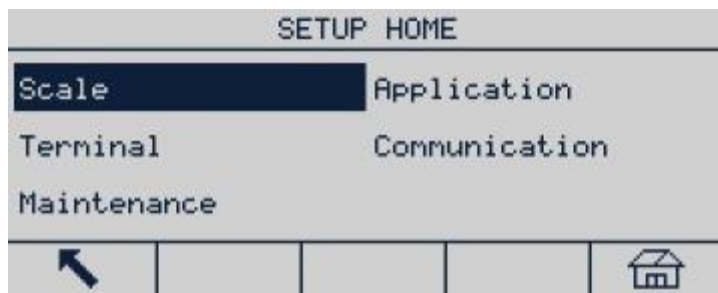 SETUP HOME
Scale
Application
Terminal
Communication
Maintenance